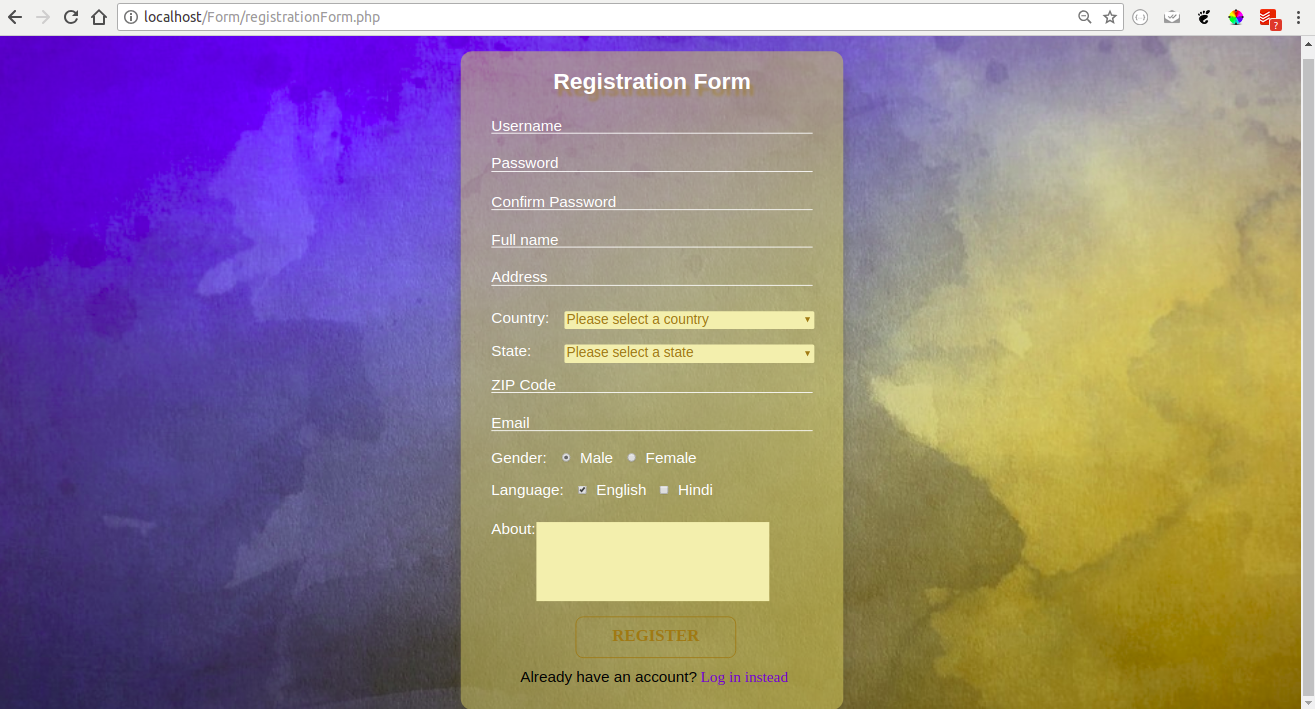 localhost/Form/registrationForm.php
?
Registration Form
Username
Password
Confirm Password
Full name
Address
Country: Please select a country
State: Please select a state
ZIP Code
Email
Gender: Male Female
Language: English Hindi
About:
REGISTER
Already have an account? Log in instead